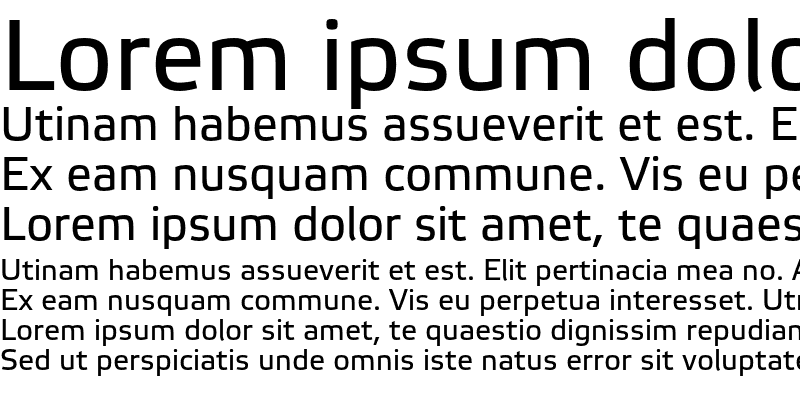 Lorem ipsum dolo
Utinam habemus assueverit et est. E
Ex eam nusquam commune. Vis eu pe
Lorem ipsum dolor sit amet, te quaes
Utinam habemus assueverit et est. Elit pertinacia mea no. A
Ex eam nusquam commune. Vis eu perpetua interesset. Utr
Lorem ipsum dolor sit amet, te quaestio dignissim repudian
Sed ut perspiciatis unde omnis iste natus error sit voluptate